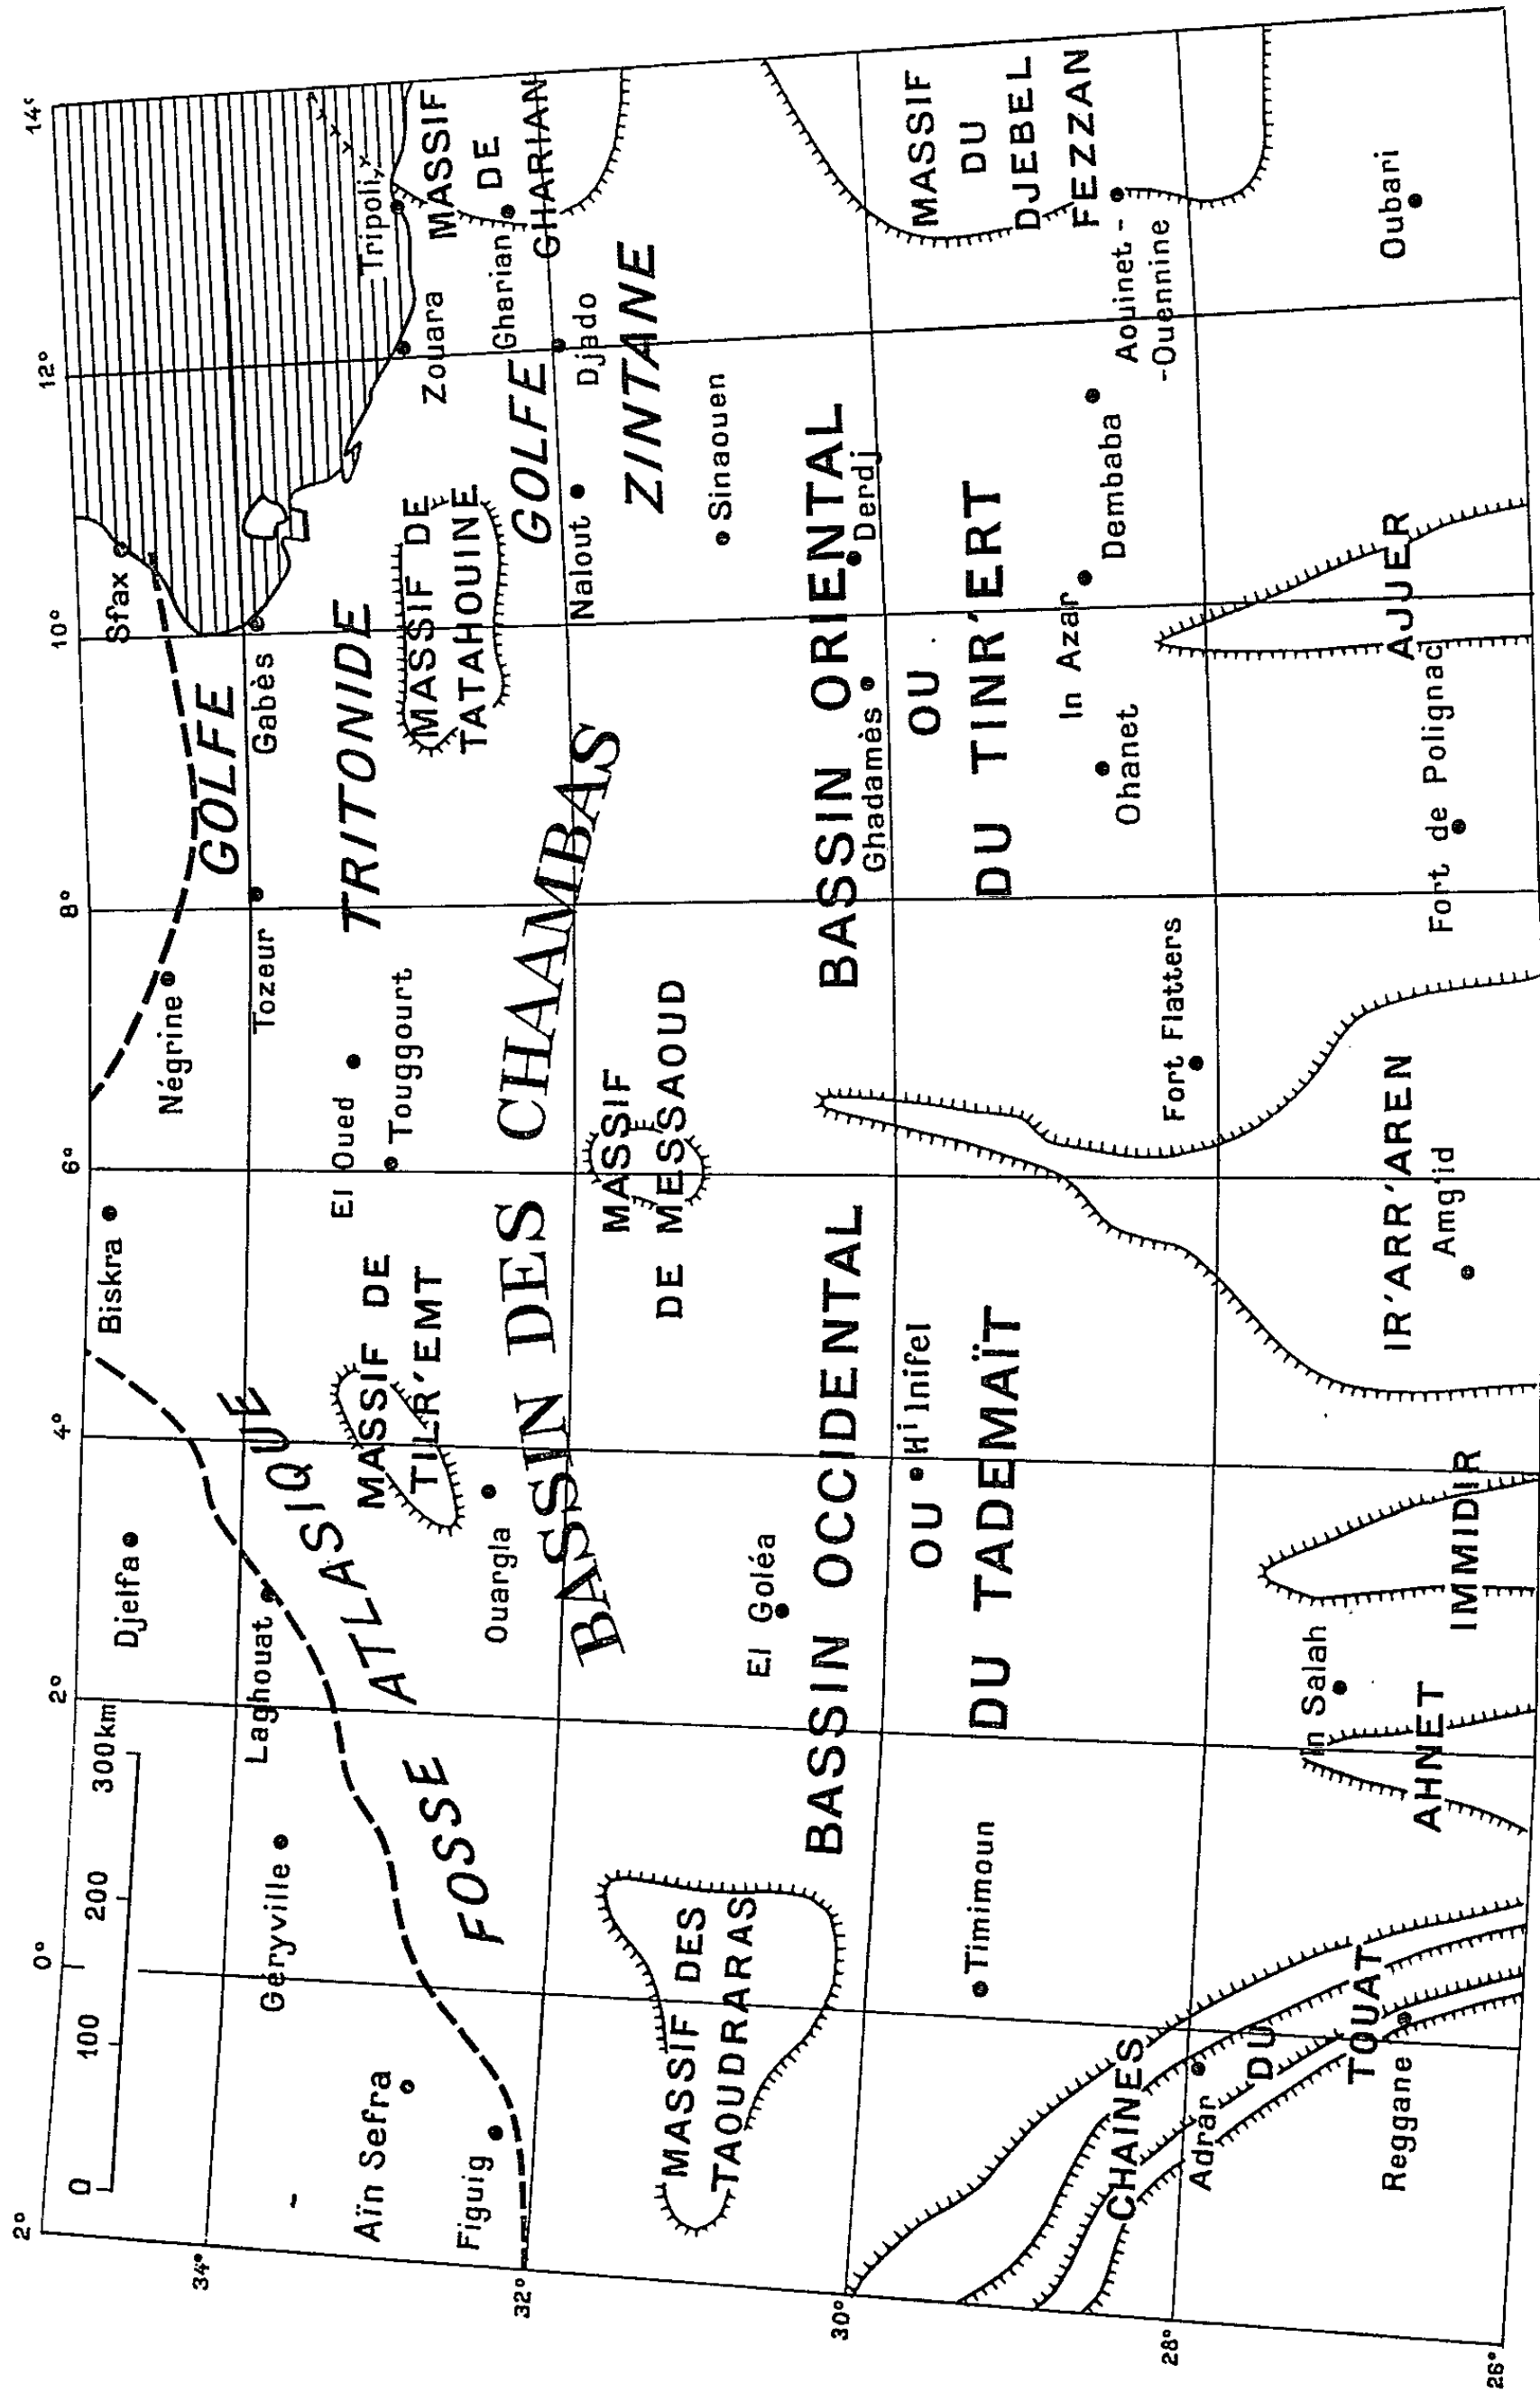 2°
0°
2°
4°
6°
8°
10°
12°
14°
0
100
200
300km
34°
32°
30°
28°
26°
Djelfa
Biskra
Négrine
Sfax
Laghouat
Géryville
Tozeur
Gabès
GOLFE
TRITONIDE
Aïn Sefra
Figuig
FOSSE ATLASIQUE
El Oued
Touggourt
MASSIF DE
TILR'EMT
Ouargla
MASSIF DE
TATAHOUINE
Tripoli
Zouara
MASSIF
DE
GHARIAN
Gharian
Djado
GOLFE
ZINTANE
Nalout
Sinaouen
BASSIN DES CHAAMBAS
MASSIF
DE MESSAOUD
MASSIF DES
TAOUDRARAS
El Goléa
BASSIN OCCIDENTAL
OU
DU TADEMAÏT
H' Inifel
Timimoun
BASSIN ORIENTAL
OU
DU TINR'ERT
Derdj
Ghadamès
MASSIF
DU
DJEBEL
FEZZAN
Aouinet-
-Ouennine
Dembaba
In Azar
Ohanet
Fort Flatters
Oubari
AJJER
Fort de Polignac
IR'ARR'AREN
Amg'id
IMMIDIR
In Salah
AHNET
CHAINES
DU
TOUAT
Adrar
Reggane